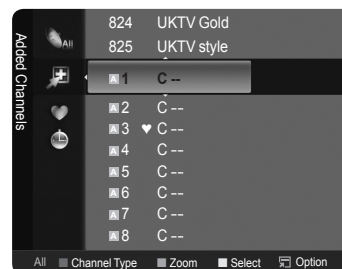 Added Channels
All
824 UKTV Gold
825 UKTV style
A 1 C --
A 2 C --
A 3 ♥ C --
A 4 C --
A 5 C --
A 6 C --
A 7 C --
A 8 C --
All Channel Type Zoom Select Option